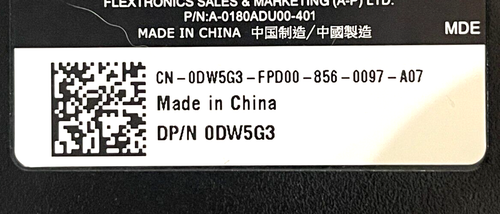 FLEXTRONICS SALES & MARKETING (A-P) LTD.
P/N:A-0180ADU00-401
MADE IN CHINA 中国制造/中國製造
MDE
CN-0DW5G3-FPD00-856-0097-A07
Made in China
DP/N 0DW5G3